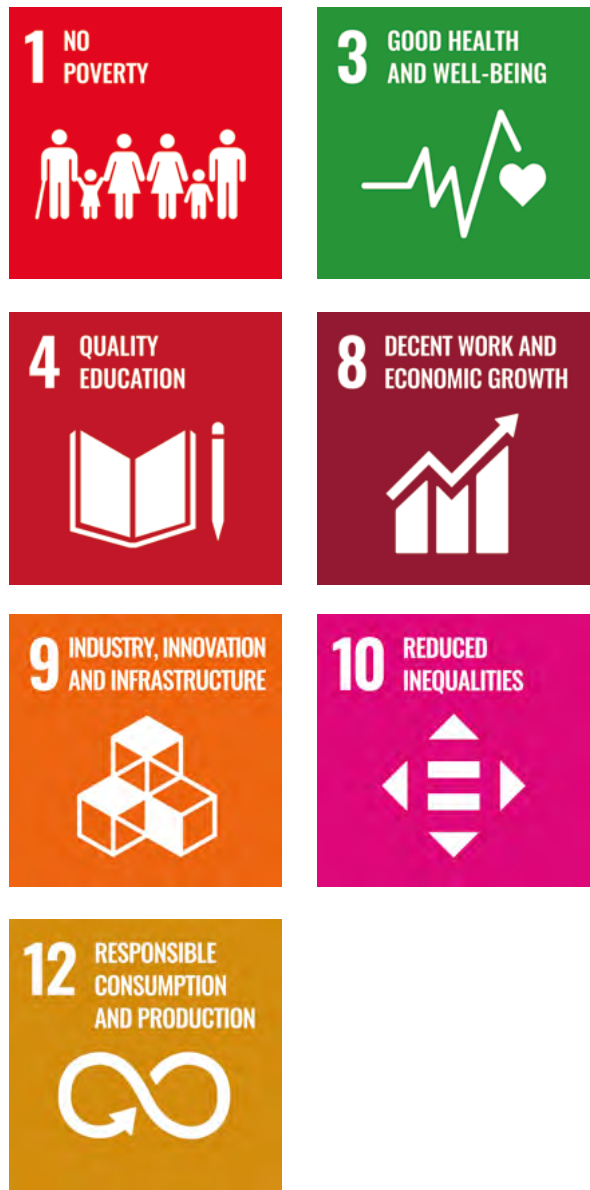 1 NO
POVERTY
3 GOOD HEALTH
AND WELL-BEING
4 QUALITY
EDUCATION
8 DECENT WORK AND
ECONOMIC GROWTH
9 INDUSTRY, INNOVATION
AND INFRASTRUCTURE
10 REDUCED
INEQUALITIES
12 RESPONSIBLE
CONSUMPTION
AND PRODUCTION